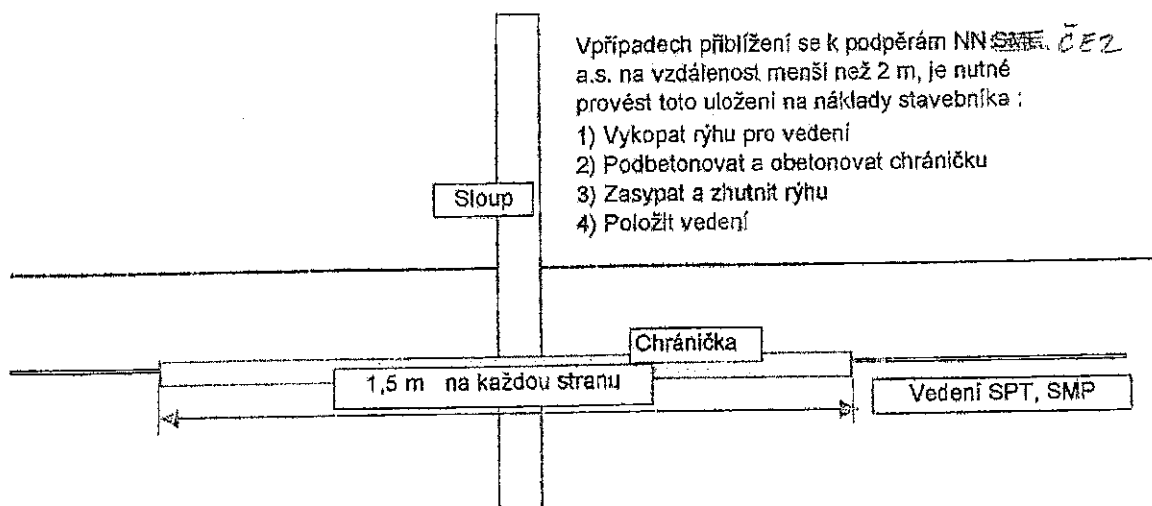 Vpřípadech přiblížení se k podpěrám NN SME. ČEZ
a.s. na vzdálenost menší než 2 m, je nutné
provést toto uložení na náklady stavebníka :
1) Vykopat rýhu pro vedení
2) Podbetonovat a obetonovat chráničku
3) Zasypat a zhutnit rýhu
4) Položit vedení
Sloup
Chránička
1,5 m na každou stranu
Vedení SPT, SMP